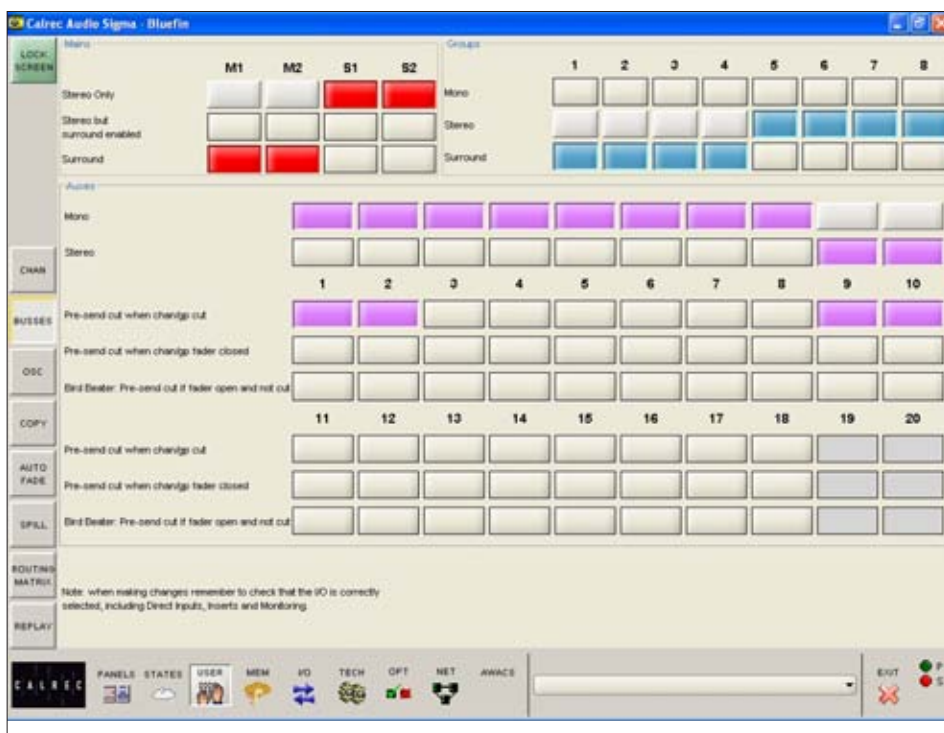 Calrec Audio Sigma - Bluefin
LOCK SCREEN
Mains
M1 M2 S1 S2
Stereo Only
Stereo but
surround enabled
Surround
Groups
1 2 3 4 5 6 7 8
Mono
Stereo
Surround
Auxes
Mono
Stereo
1 2 3 4 5 6 7 8 9 10
Pre-send cut when chan/gp cut
Pre-send cut when chan/gp fader closed
Bird Beater: Pre-send cut if fader open and not cut
11 12 13 14 15 16 17 18 19 20
Pre-send cut when chan/gp cut
Pre-send cut when chan/gp fader closed
Bird Beater: Pre-send cut if fader open and not cut
CHAN
BUSSES
OSC
COPY
AUTO
FADE
SPILL
ROUTING
MATRIX
REPLAY
Note: when making changes remember to check that the I/O is correctly
selected, including Direct Inputs, Inserts and Monitoring.
CALREC
PANELS STATES USER MEM I/O TECH OPT NET AWACS
EXIT
P
S